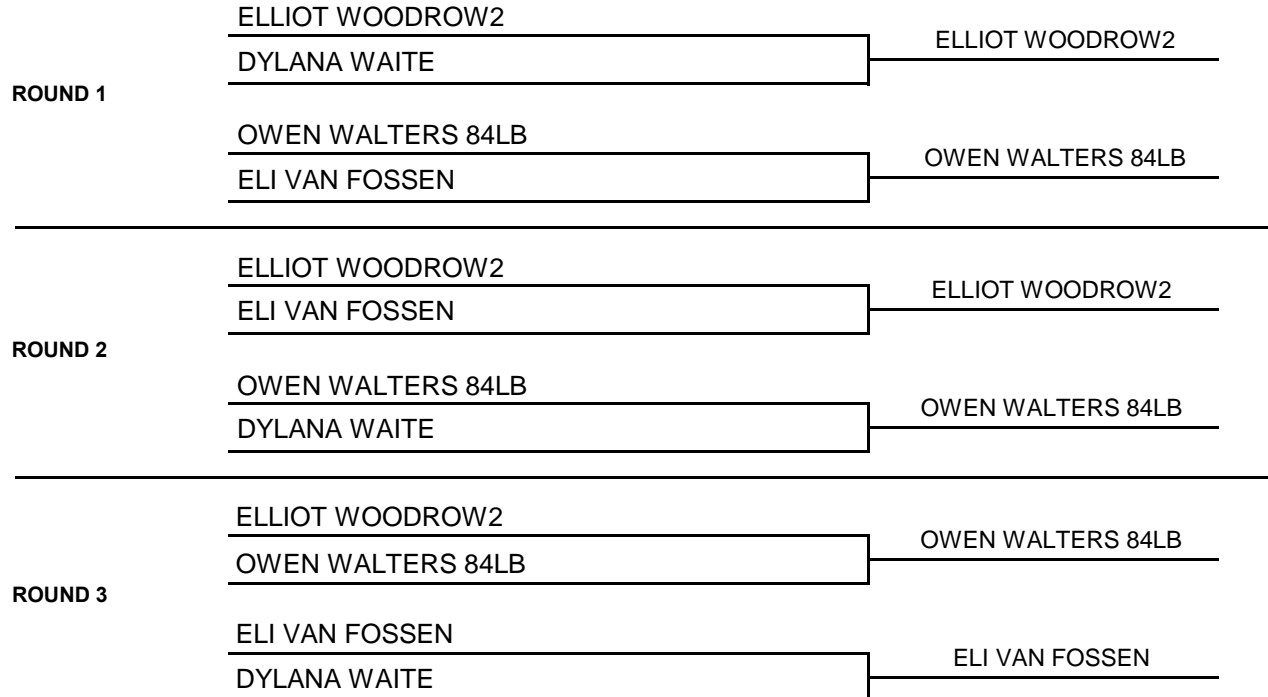 ELLIOT WOODROW2
ELLIOT WOODROW2
DYLANA WAITE
ROUND 1
OWEN WALTERS 84LB
OWEN WALTERS 84LB
ELI VAN FOSSEN
ELLIOT WOODROW2
ELLIOT WOODROW2
ELI VAN FOSSEN
ROUND 2
OWEN WALTERS 84LB
OWEN WALTERS 84LB
DYLANA WAITE
ELLIOT WOODROW2
OWEN WALTERS 84LB
OWEN WALTERS 84LB
ROUND 3
ELI VAN FOSSEN
ELI VAN FOSSEN
DYLANA WAITE